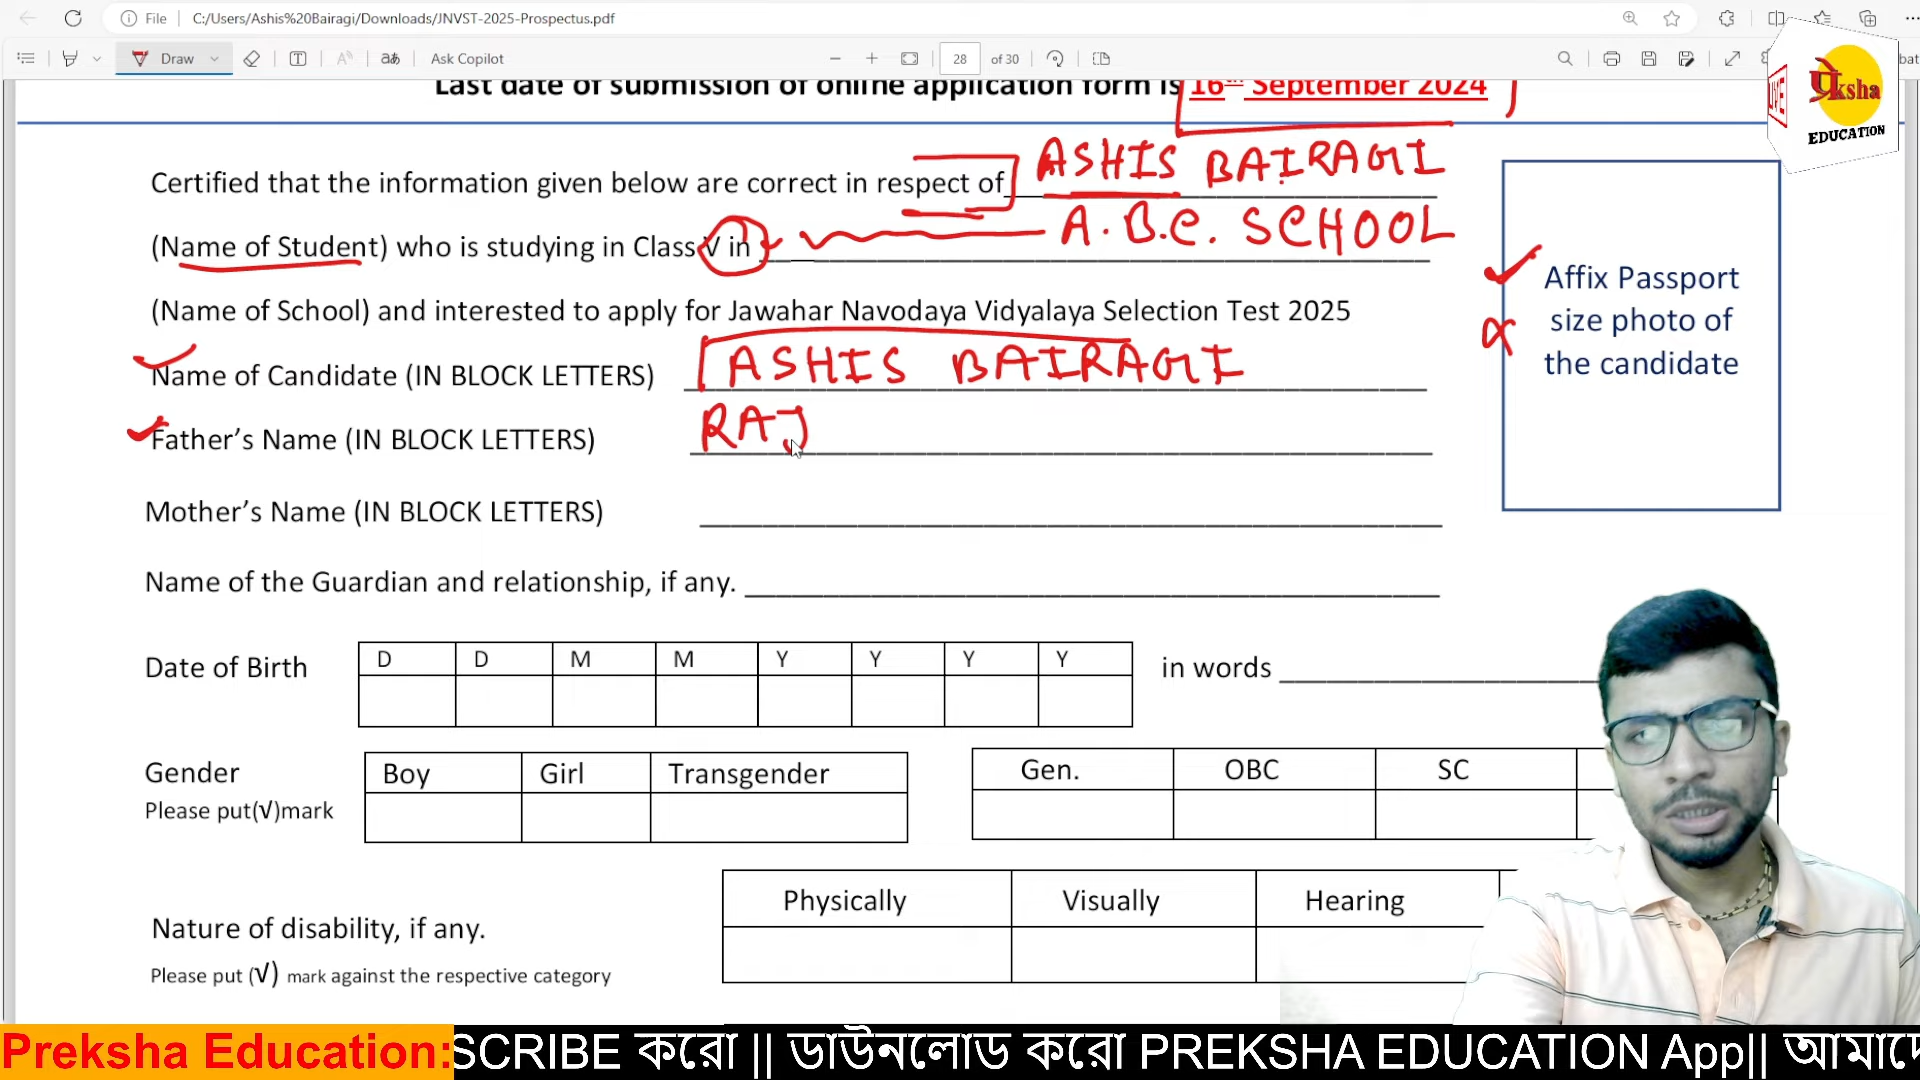 File C:/Users/Ashis%20Bairagi/Downloads/JNVST-2025-Prospectus.pdf
Draw aあ Ask Copilot 28 of 30
प्रेksha
EDUCATION
LIVE
Last date of submission of online application form is 16th September 2024
Certified that the information given below are correct in respect of ASHIS BAIRAGI
(Name of Student) who is studying in Class V in A.B.C. SCHOOL
(Name of School) and interested to apply for Jawahar Navodaya Vidyalaya Selection Test 2025
Affix Passport
size photo of
the candidate
Name of Candidate (IN BLOCK LETTERS) ASHIS BAIRAGI
Father’s Name (IN BLOCK LETTERS) RAJ
Mother’s Name (IN BLOCK LETTERS)
Name of the Guardian and relationship, if any.
Date of Birth D D M M Y Y Y Y in words
Gender Boy Girl Transgender Gen. OBC SC
Please put(√)mark
Nature of disability, if any. Physically Visually Hearing
Please put (√) mark against the respective category
Preksha Education: SCRIBE করো || ডাউনলোড করো PREKSHA EDUCATION App|| আমাদে